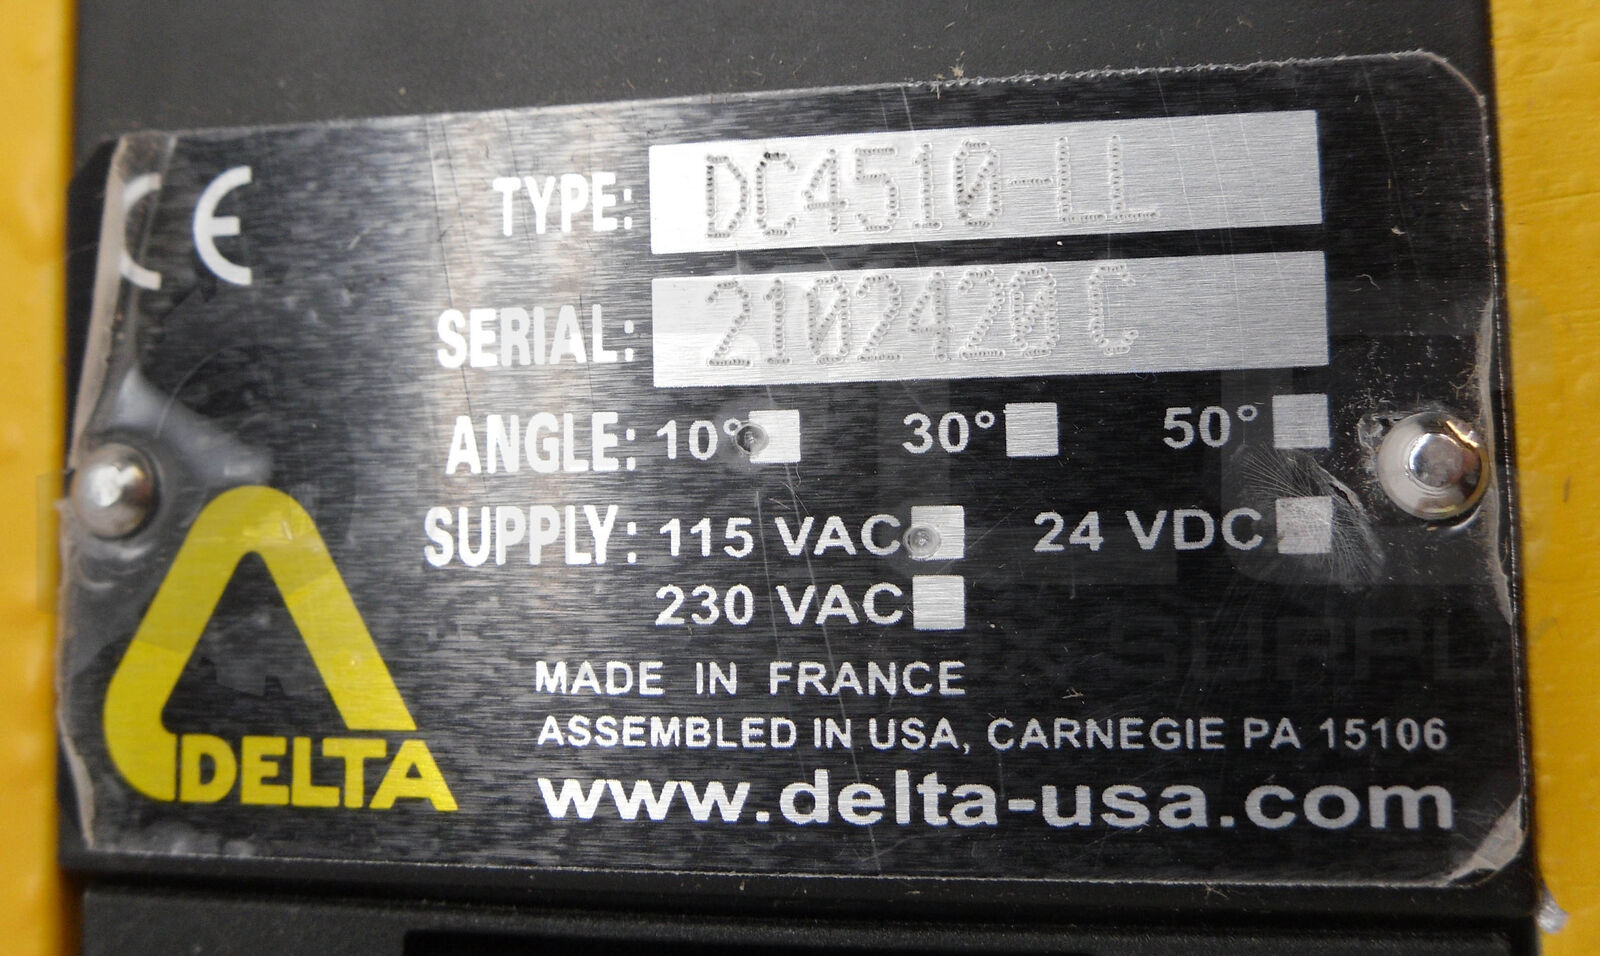 CE
TYPE: DC4510-LL
SERIAL: 2102420 C
ANGLE: 10° 30° 50°
SUPPLY: 115 VAC 24 VDC
230 VAC
MADE IN FRANCE
ASSEMBLED IN USA, CARNEGIE PA 15106
www.delta-usa.com
DELTA